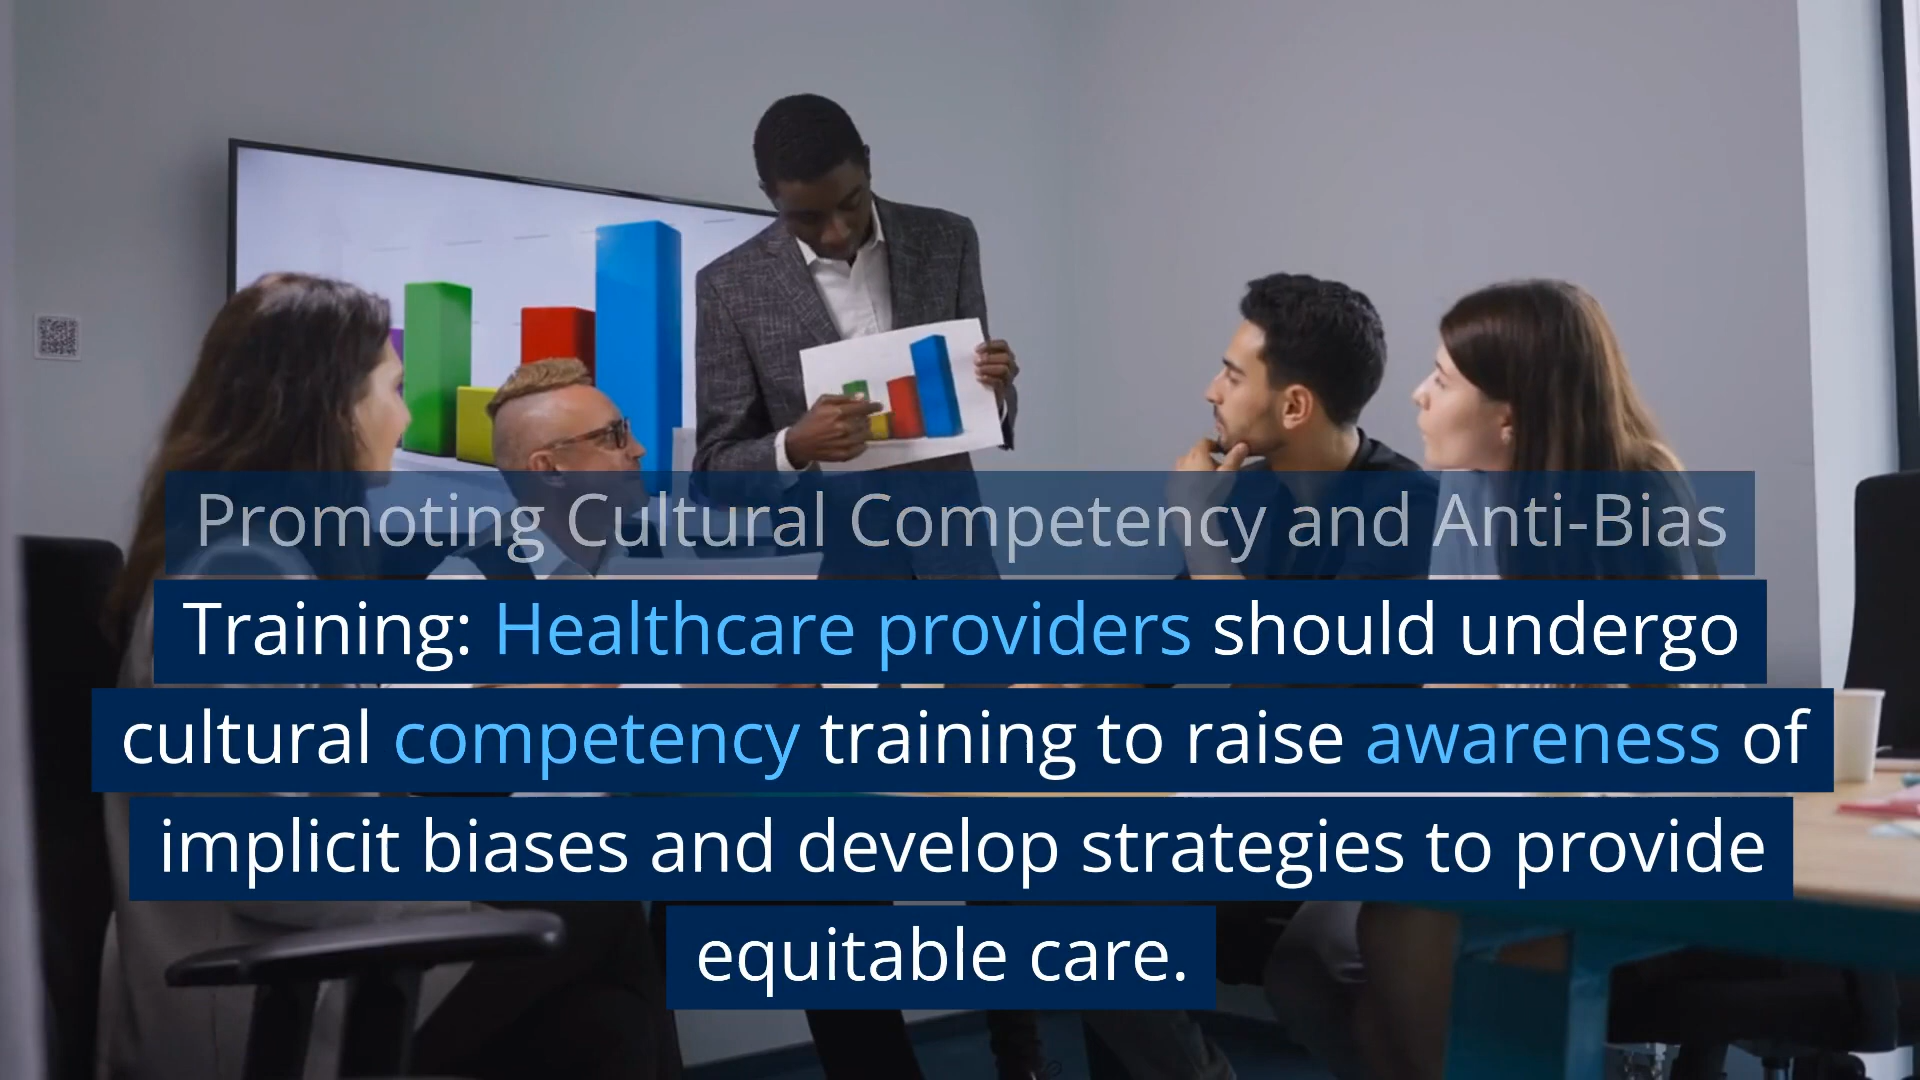 Promoting Cultural Competency and Anti-Bias
Training: Healthcare providers should undergo
cultural competency training to raise awareness of
implicit biases and develop strategies to provide
equitable care.